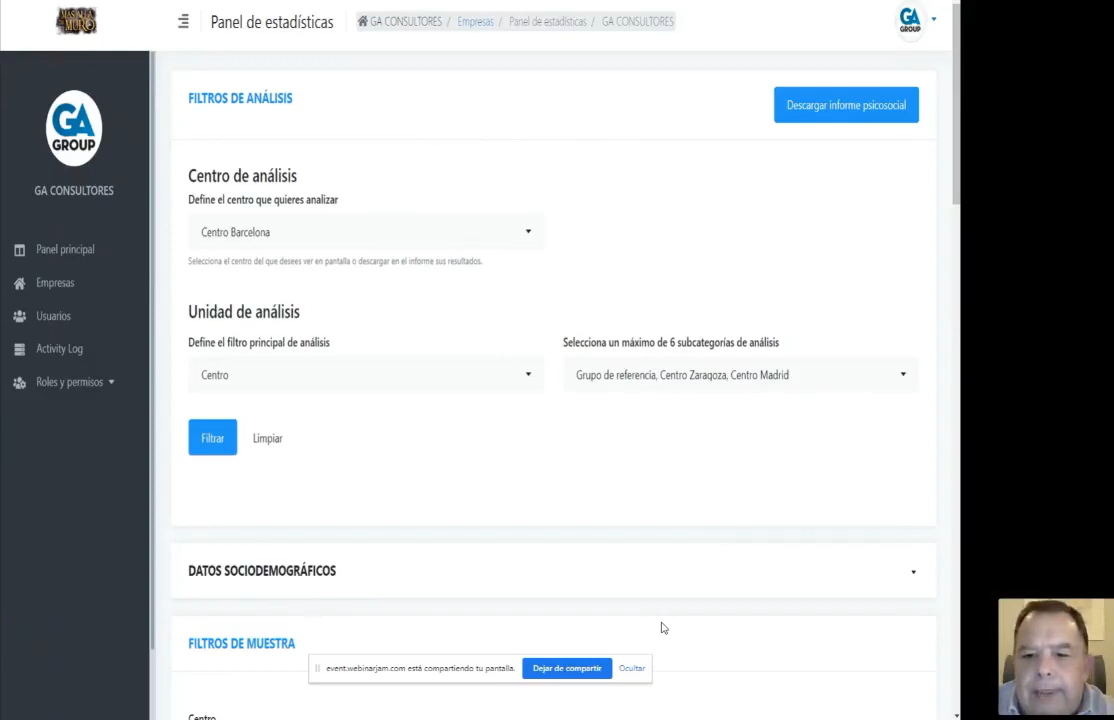 MAS ALLA
MURO
Panel de estadísticas
GA CONSULTORES / Empresas / Panel de estadísticas / GA CONSULTORES
GA
GROUP
GA
GROUP
GA CONSULTORES
Panel principal
Empresas
Usuarios
Activity Log
Roles y permisos
FILTROS DE ANÁLISIS
Descargar informe psicosocial
Centro de análisis
Define el centro que quieres analizar
Centro Barcelona
Selecciona el centro del que desees ver en pantalla o descargar en el informe sus resultados.
Unidad de análisis
Define el filtro principal de análisis
Selecciona un máximo de 6 subcategorías de análisis
Centro
Grupo de referencia, Centro Zaragoza, Centro Madrid
Filtrar
Limpiar
DATOS SOCIODEMOGRÁFICOS
FILTROS DE MUESTRA
event.webinarjam.com está compartiendo tu pantalla.
Dejar de compartir
Ocultar
Centro